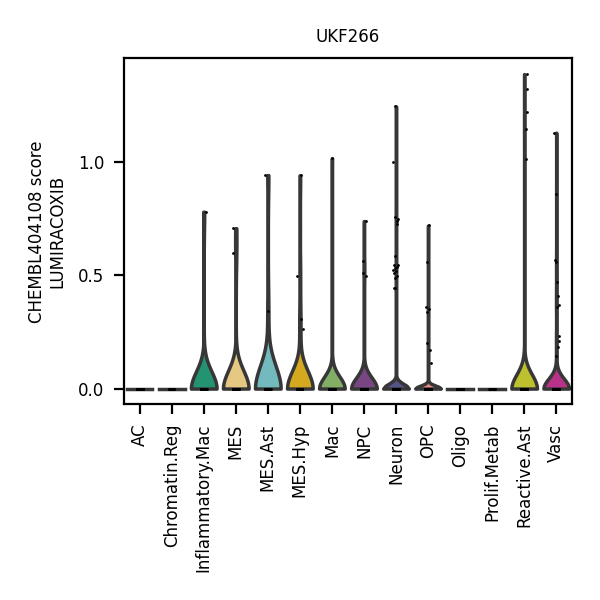 UKF266
CHEMBL404108 score
LUMIRACOXIB
1.0
0.5
0.0
AC
Chromatin.Reg
Inflammatory.Mac
MES
MES.Ast
MES.Hyp
Mac
NPC
Neuron
OPC
Oligo
Prolif.Metab
Reactive.Ast
Vasc